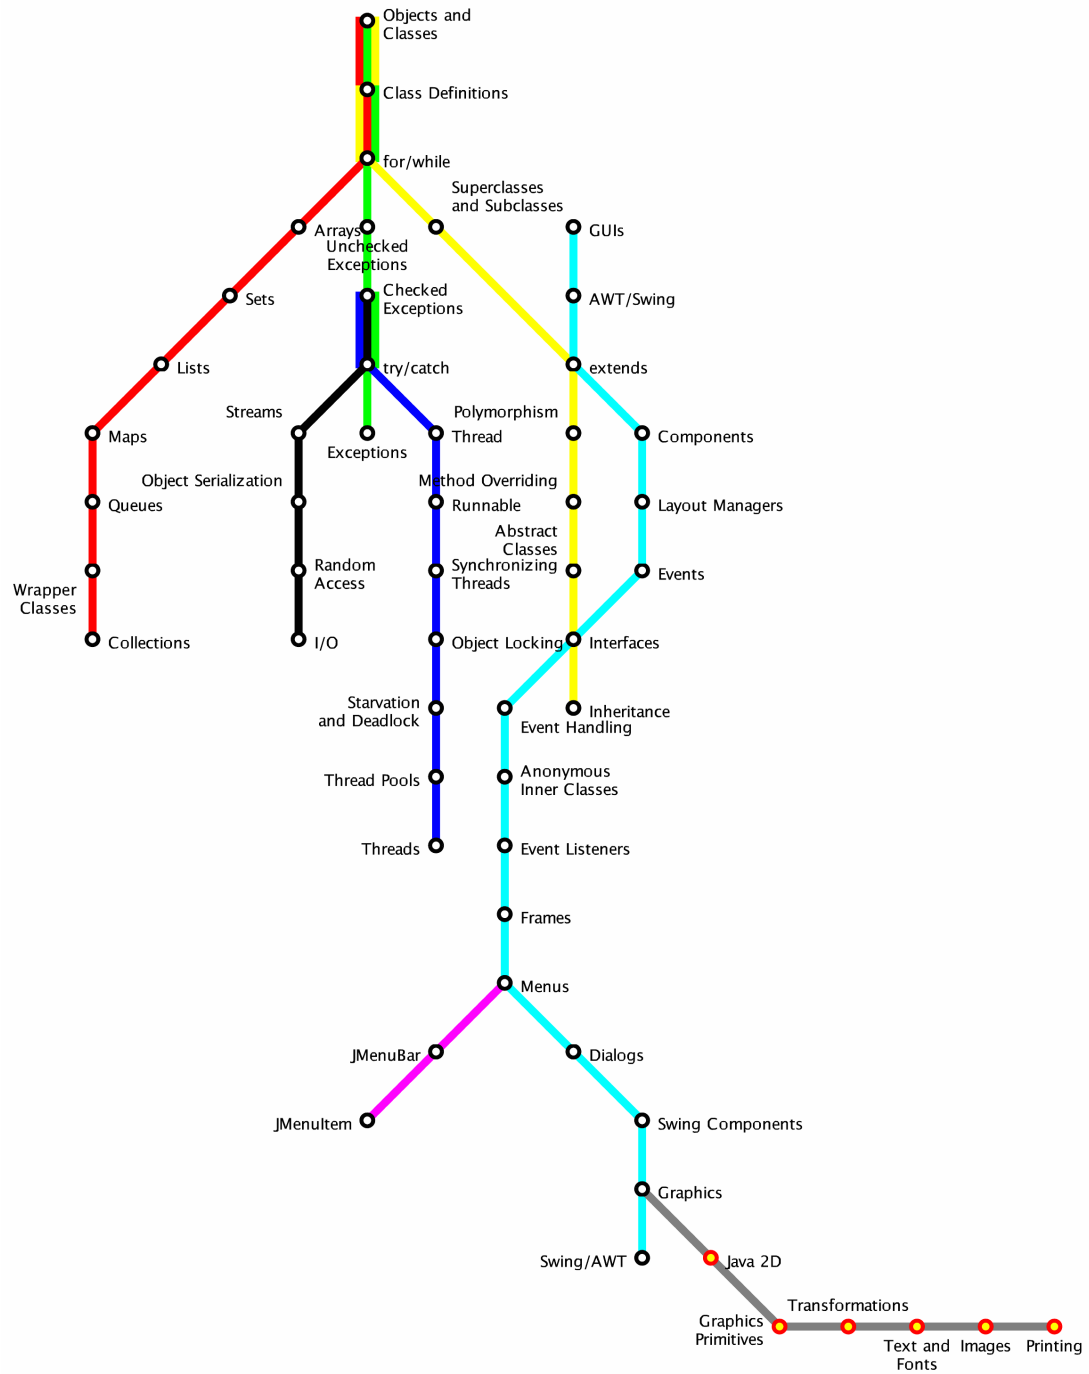 Objects and
Classes
Class Definitions
for/while
Superclasses
and Subclasses
Arrays
GUIs
Unchecked
Exceptions
Checked
Exceptions
Sets
AWT/Swing
Lists
try/catch
extends
Streams
Polymorphism
Maps
Thread
Components
Exceptions
Object Serialization
Method Overriding
Queues
Runnable
Layout Managers
Abstract
Classes
Random
Access
Synchronizing
Threads
Events
Wrapper
Classes
Collections
I/O
Object Locking
Interfaces
Starvation
and Deadlock
Inheritance
Event Handling
Thread Pools
Anonymous
Inner Classes
Threads
Event Listeners
Frames
Menus
JMenuBar
Dialogs
JMenuItem
Swing Components
Graphics
Swing/AWT
Java 2D
Transformations
Graphics
Primitives
Text and
Fonts
Images
Printing